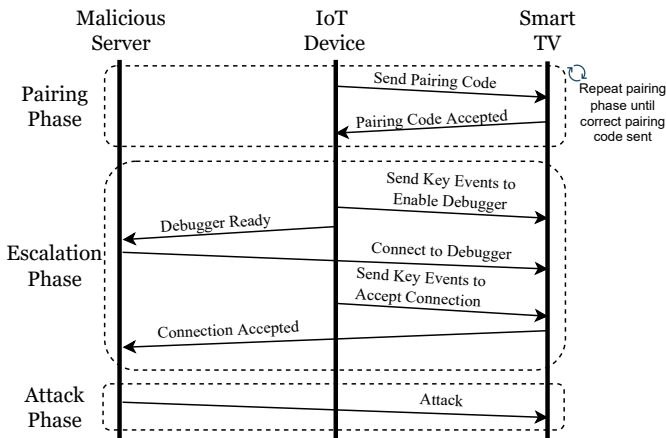 Malicious
Server
IoT
Device
Smart
TV
Pairing
Phase
Send Pairing Code
Pairing Code Accepted
Repeat pairing
phase until
correct pairing
code sent
Escalation
Phase
Send Key Events to
Enable Debugger
Debugger Ready
Connect to Debugger
Send Key Events to
Accept Connection
Connection Accepted
Attack
Phase
Attack